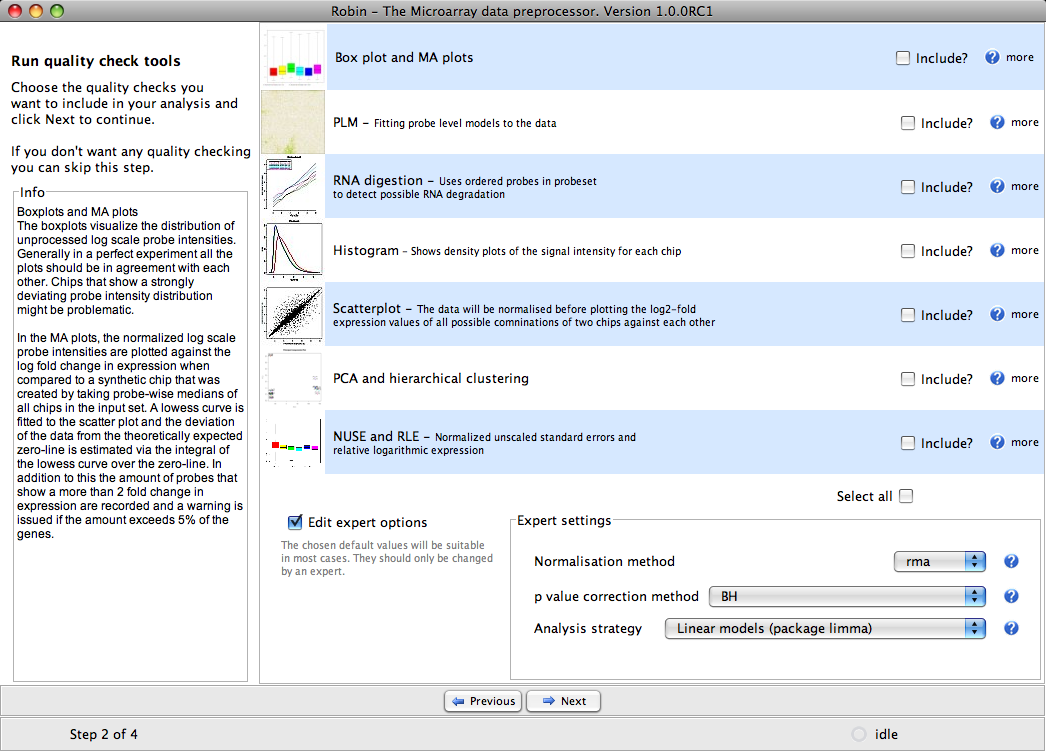 Robin – The Microarray data preprocessor. Version 1.0.0RC1
Run quality check tools
Choose the quality checks you
want to include in your analysis and
click Next to continue.
If you don't want any quality checking
you can skip this step.
Info
Boxplots and MA plots
The boxplots visualize the distribution of
unprocessed log scale probe intensities.
Generally in a perfect experiment all the
plots should be in agreement with each
other. Chips that show a strongly
deviating probe intensity distribution
might be problematic.
In the MA plots, the normalized log scale
probe intensities are plotted against the
log fold change in expression when
compared to a synthetic chip that was
created by taking probe-wise medians of
all chips in the input set. A lowess curve is
fitted to the scatter plot and the deviation
of the data from the theoretically expected
zero-line is estimated via the integral of
the lowess curve over the zero-line. In
addition to this the amount of probes that
show a more than 2 fold change in
expression are recorded and a warning is
issued if the amount exceeds 5% of the
genes.
Box plot and MA plots Include? ? more
PLM – Fitting probe level models to the data Include? ? more
RNA digestion – Uses ordered probes in probeset
to detect possible RNA degradation Include? ? more
Histogram – Shows density plots of the signal intensity for each chip Include? ? more
Scatterplot – The data will be normalised before plotting the log2-fold
expression values of all possible comninations of two chips against each other Include? ? more
PCA and hierarchical clustering Include? ? more
NUSE and RLE – Normalized unscaled standard errors and
relative logarithmic expression Include? ? more
Select all
Edit expert options
The chosen default values will be suitable
in most cases. They should only be changed
by an expert.
Expert settings
Normalisation method rma ?
p value correction method BH ?
Analysis strategy Linear models (package limma) ?
Previous Next
Step 2 of 4 idle